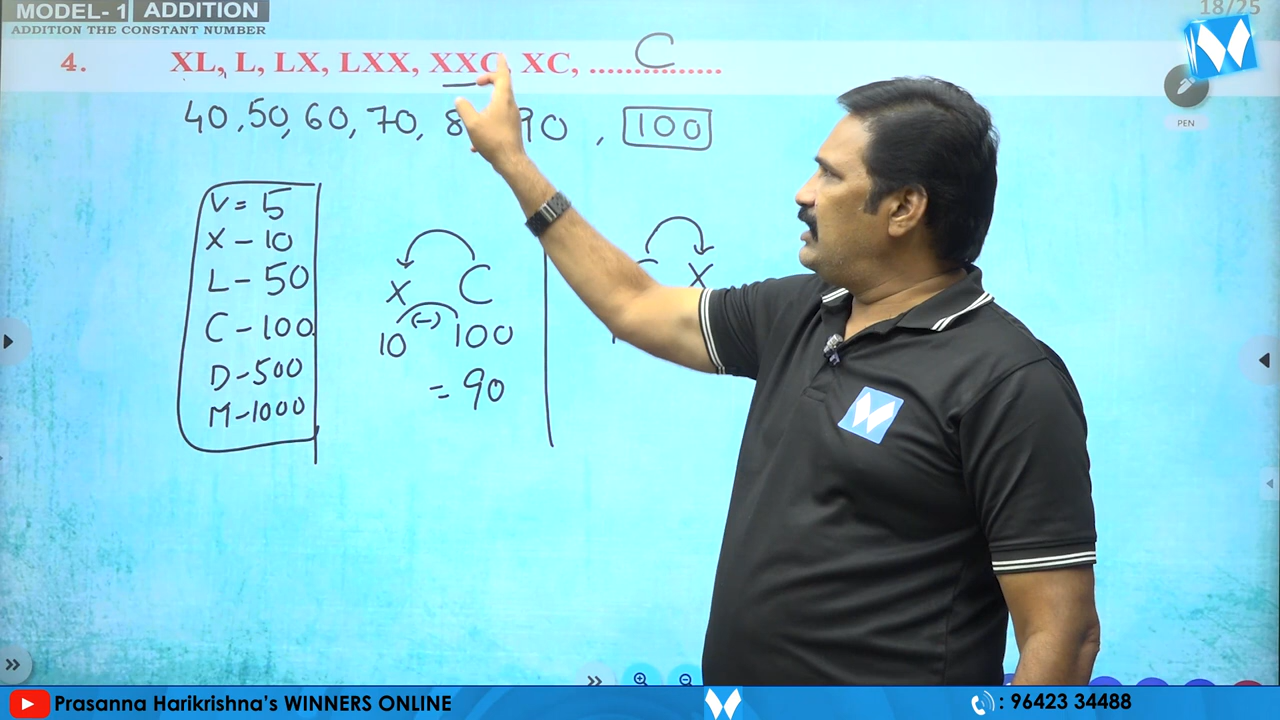 MODEL- 1 ADDITION
ADDITION THE CONSTANT NUMBER
18/25
C
4. XL, L, LX, LXX, XXC, XC, ......................
40, 50, 60, 70, 8 90 , 100
PEN
V = 5
X - 10
L - 50
C - 100
D - 500
M - 1000
X C
10 (-) 100
= 90
X
Prasanna Harikrishna's WINNERS ONLINE
: 96423 34488